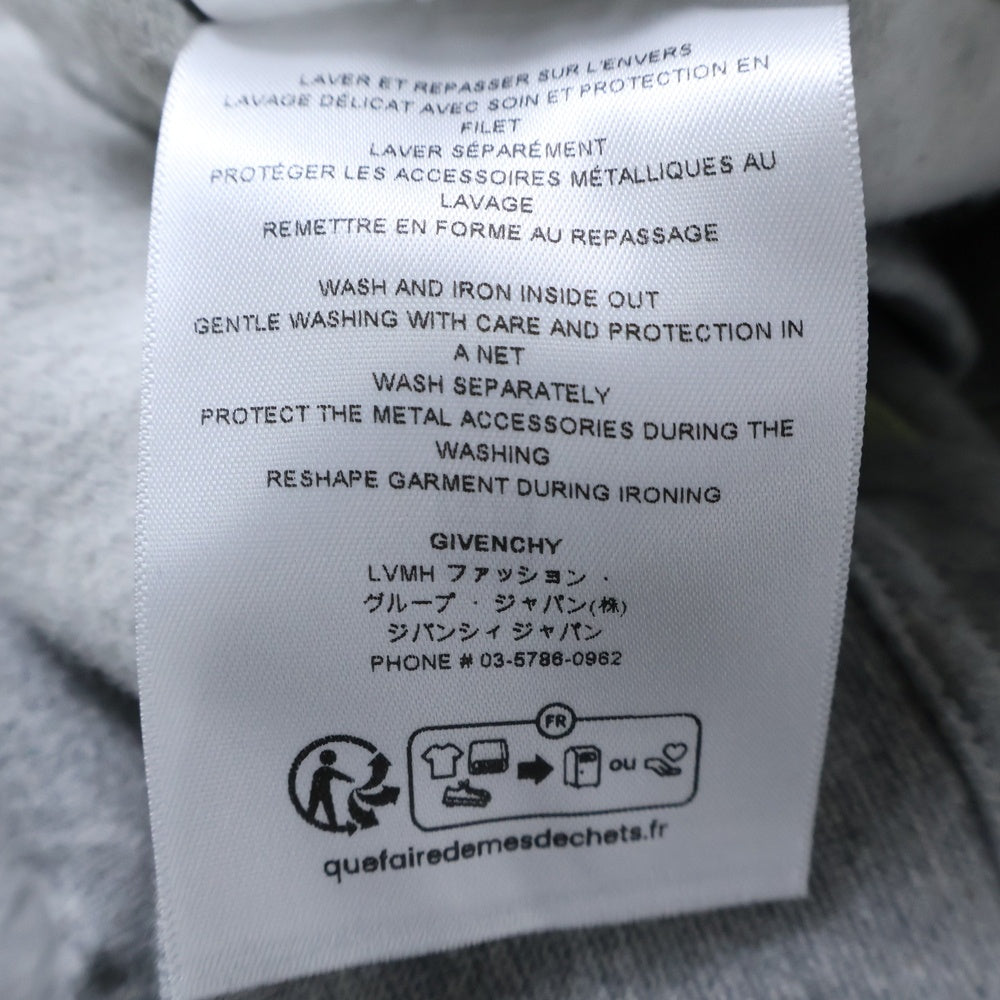 LAVER ET REPASSER SUR L'ENVERS
LAVAGE DÉLICAT AVEC SOIN ET PROTECTION EN
FILET
LAVER SÉPARÉMENT
PROTÉGER LES ACCESSOIRES MÉTALLIQUES AU
LAVAGE
REMETTRE EN FORME AU REPASSAGE
WASH AND IRON INSIDE OUT
GENTLE WASHING WITH CARE AND PROTECTION IN
A NET
WASH SEPARATELY
PROTECT THE METAL ACCESSORIES DURING THE
WASHING
RESHAPE GARMENT DURING IRONING
GIVENCHY
LVMH ファッション ・
グループ ・ ジャパン(株)
ジバンシィ ジャパン
PHONE # 03-5786-0962
FR
OU
quefairedemesdechets.fr